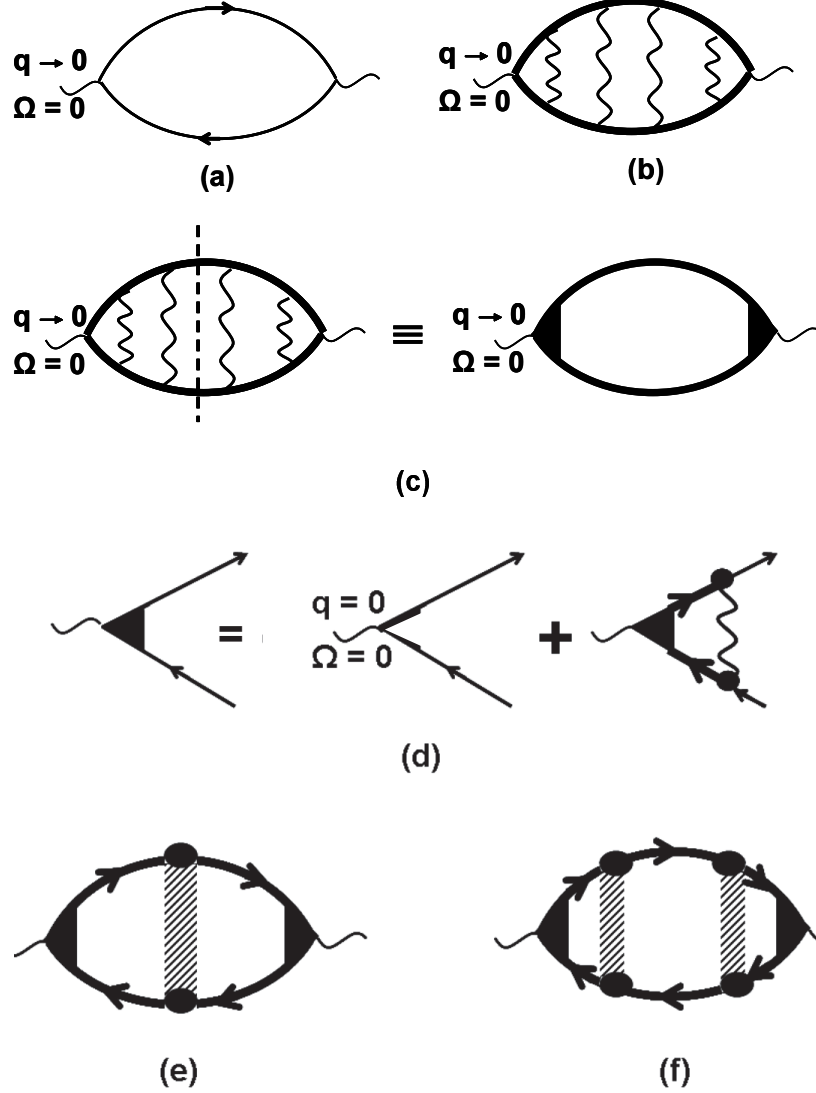 q → 0
Ω = 0
(a)
q → 0
Ω = 0
(b)
q → 0
Ω = 0
≡
q → 0
Ω = 0
(c)
=
q = 0
Ω = 0
+
(d)
(e)
(f)